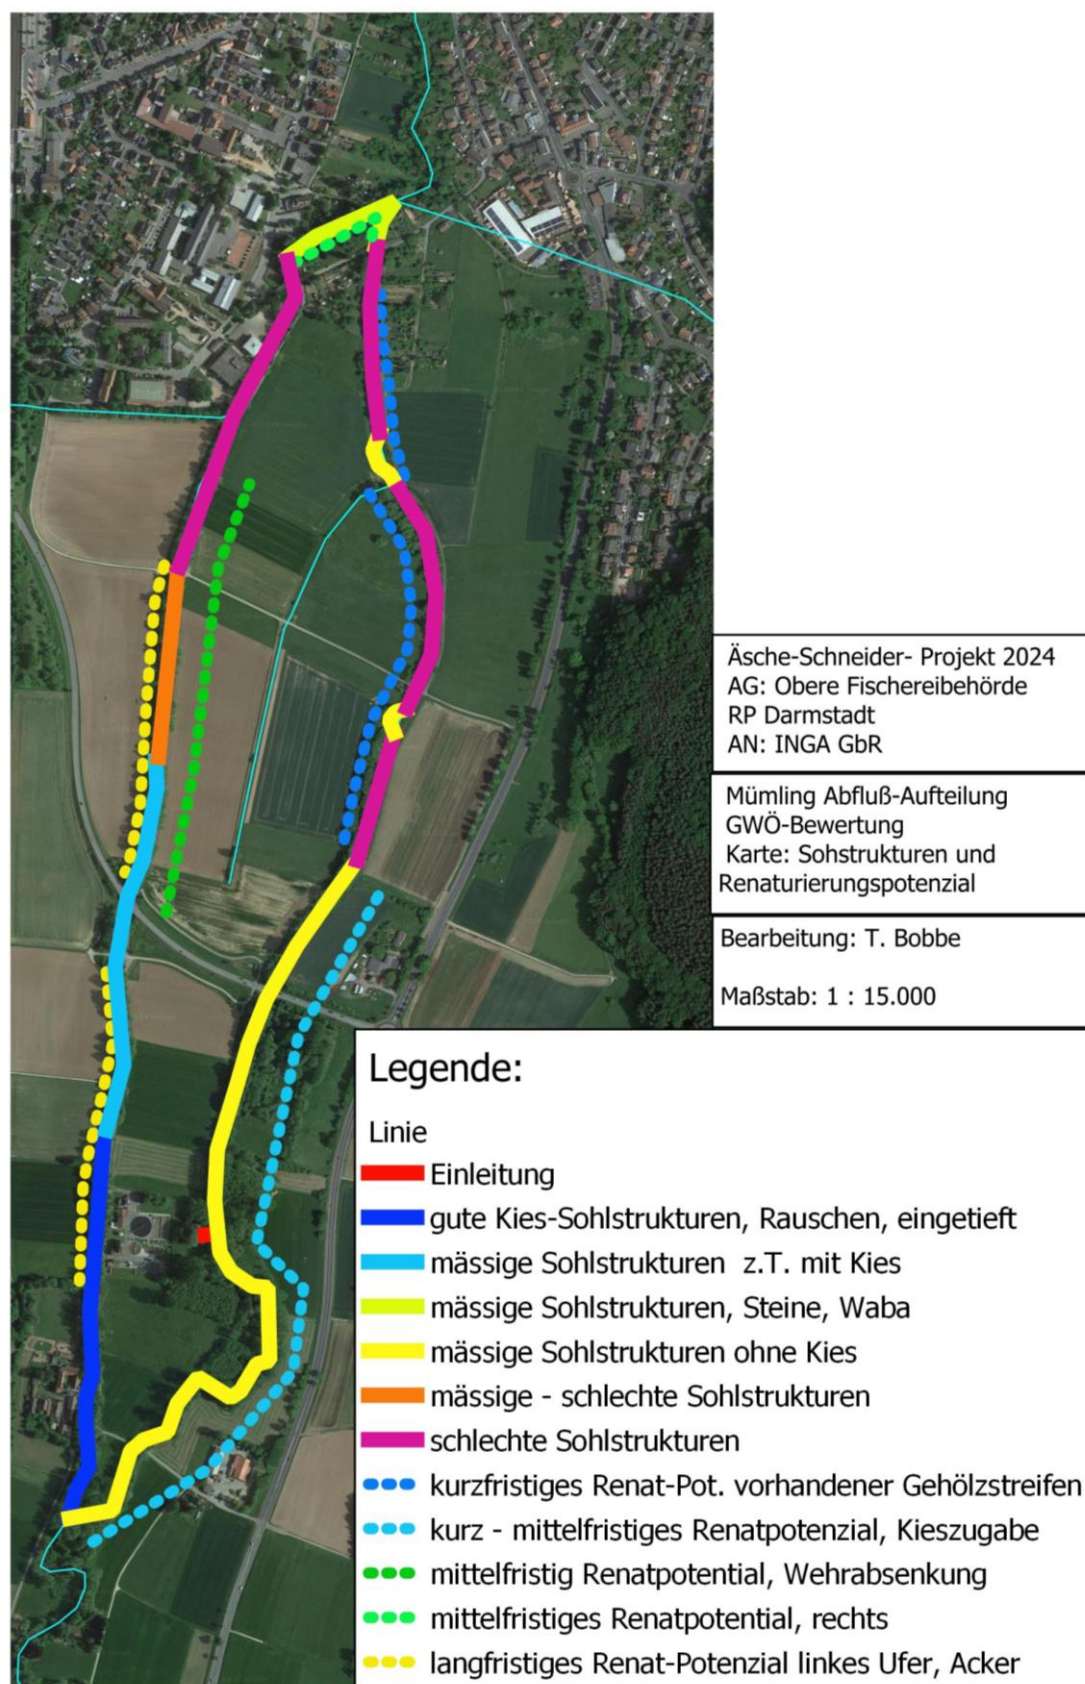 Äsche-Schneider- Projekt 2024
AG: Obere Fischereibehörde
RP Darmstadt
AN: INGA GbR
Mümling Abfluß-Aufteilung
GWÖ-Bewertung
Karte: Sohstrukturen und
Renaturierungspotenzial
Bearbeitung: T. Bobbe
Maßstab: 1 : 15.000
Legende:
Linie
Einleitung
gute Kies-Sohlstrukturen, Rauschen, eingetieft
mässige Sohlstrukturen z.T. mit Kies
mässige Sohlstrukturen, Steine, Waba
mässige Sohlstrukturen ohne Kies
mässige - schlechte Sohlstrukturen
schlechte Sohlstrukturen
kurzfristiges Renat-Pot. vorhandener Gehölzstreifen
kurz - mittelfristiges Renatpotenzial, Kieszugabe
mittelfristig Renatpotential, Wehrabsenkung
mittelfristiges Renatpotential, rechts
langfristiges Renat-Potenzial linkes Ufer, Acker